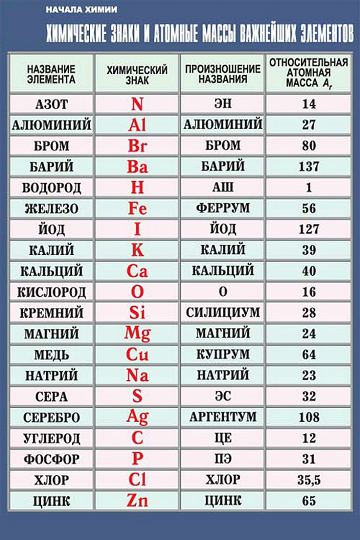 НАЧАЛА ХИМИИ
ХИМИЧЕСКИЕ ЗНАКИ И АТОМНЫЕ МАССЫ ВАЖНЕЙШИХ ЭЛЕМЕНТОВ
НАЗВАНИЕ ЭЛЕМЕНТА ХИМИЧЕСКИЙ ЗНАК ПРОИЗНОШЕНИЕ НАЗВАНИЯ ОТНОСИТЕЛЬНАЯ АТОМНАЯ МАССА Ar
АЗОТ N ЭН 14
АЛЮМИНИЙ Al АЛЮМИНИЙ 27
БРОМ Br БРОМ 80
БАРИЙ Ba БАРИЙ 137
ВОДОРОД H АШ 1
ЖЕЛЕЗО Fe ФЕРРУМ 56
ЙОД I ЙОД 127
КАЛИЙ K КАЛИЙ 39
КАЛЬЦИЙ Ca КАЛЬЦИЙ 40
КИСЛОРОД O О 16
КРЕМНИЙ Si СИЛИЦИУМ 28
МАГНИЙ Mg МАГНИЙ 24
МЕДЬ Cu КУПРУМ 64
НАТРИЙ Na НАТРИЙ 23
СЕРА S ЭС 32
СЕРЕБРО Ag АРГЕНТУМ 108
УГЛЕРОД C ЦЕ 12
ФОСФОР P ПЭ 31
ХЛОР Cl ХЛОР 35,5
ЦИНК Zn ЦИНК 65